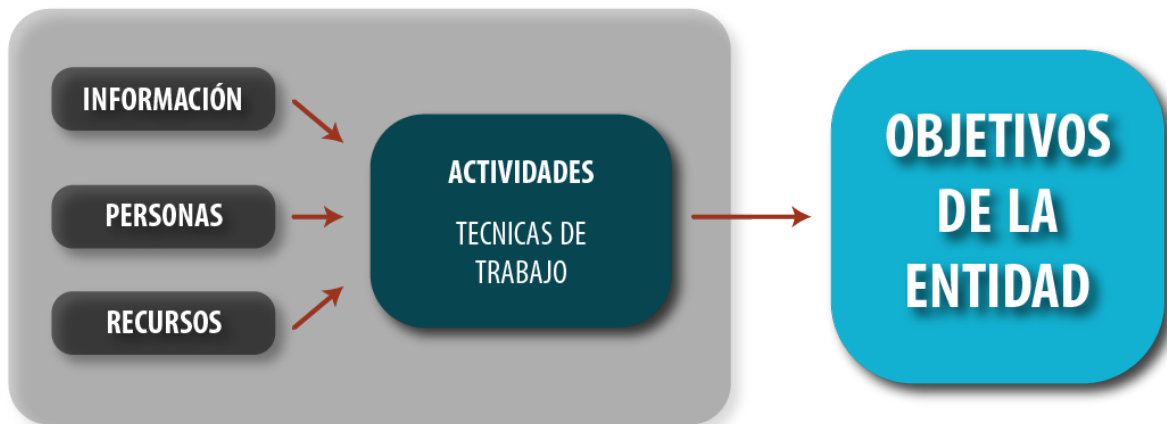 INFORMACIÓN
PERSONAS
RECURSOS
ACTIVIDADES
TECNICAS DE
TRABAJO
OBJETIVOS
DE LA
ENTIDAD